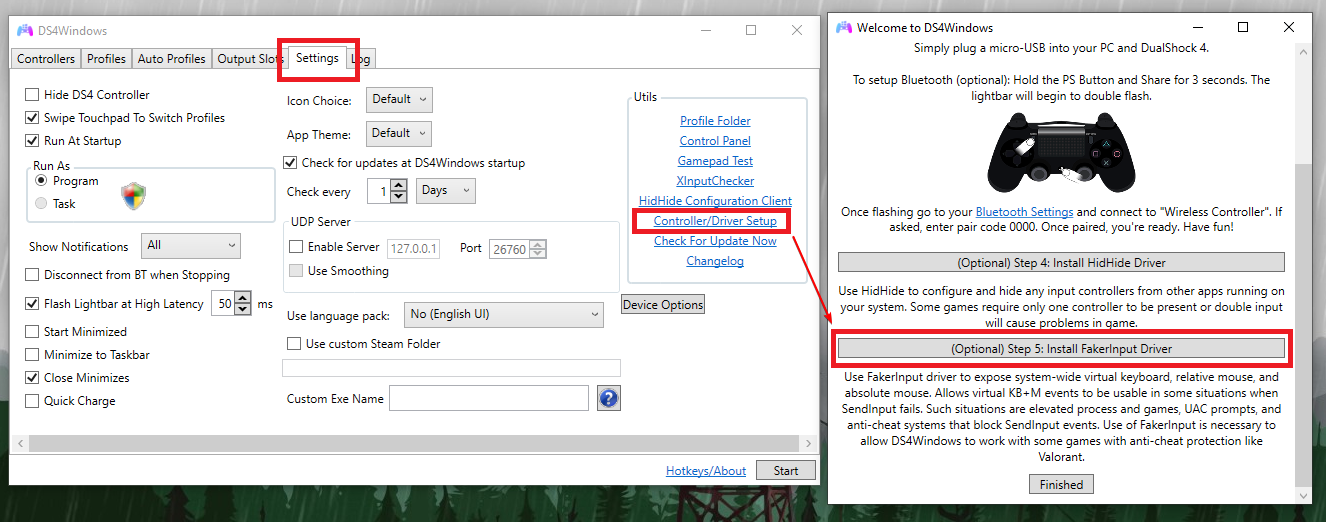 DS4Windows
Controllers
Profiles
Auto Profiles
Output Slots
Settings
Log
Hide DS4 Controller
Swipe Touchpad To Switch Profiles
Run At Startup
Run As
Program
Task
Show Notifications
All
Disconnect from BT when Stopping
Flash Lightbar at High Latency
50
ms
Start Minimized
Minimize to Taskbar
Close Minimizes
Quick Charge
Icon Choice:
Default
App Theme:
Default
Check for updates at DS4Windows startup
Check every
1
Days
UDP Server
Enable Server
127.0.0.1
Port
26760
Use Smoothing
Use language pack:
No (English UI)
Use custom Steam Folder
Custom Exe Name
?
Utils
Profile Folder
Control Panel
Gamepad Test
XInputChecker
HidHide Configuration Client
Controller/Driver Setup
Check For Update Now
Changelog
Device Options
Hotkeys/About
Start
Welcome to DS4Windows
Simply plug a micro-USB into your PC and DualShock 4.
To setup Bluetooth (optional): Hold the PS Button and Share for 3 seconds. The
lightbar will begin to double flash.
Once flashing go to your Bluetooth Settings and connect to "Wireless Controller". If
asked, enter pair code 0000. Once paired, you're ready. Have fun!
(Optional) Step 4: Install HidHide Driver
Use HidHide to configure and hide any input controllers from other apps running on
your system. Some games require only one controller to be present or double input
will cause problems in game.
(Optional) Step 5: Install FakerInput Driver
Use FakerInput driver to expose system-wide virtual keyboard, relative mouse, and
absolute mouse. Allows virtual KB+M events to be usable in some situations when
SendInput fails. Such situations are elevated process and games, UAC prompts, and
anti-cheat systems that block SendInput events. Use of FakerInput is necessary to
allow DS4Windows to work with some games with anti-cheat protection like
Valorant.
Finished